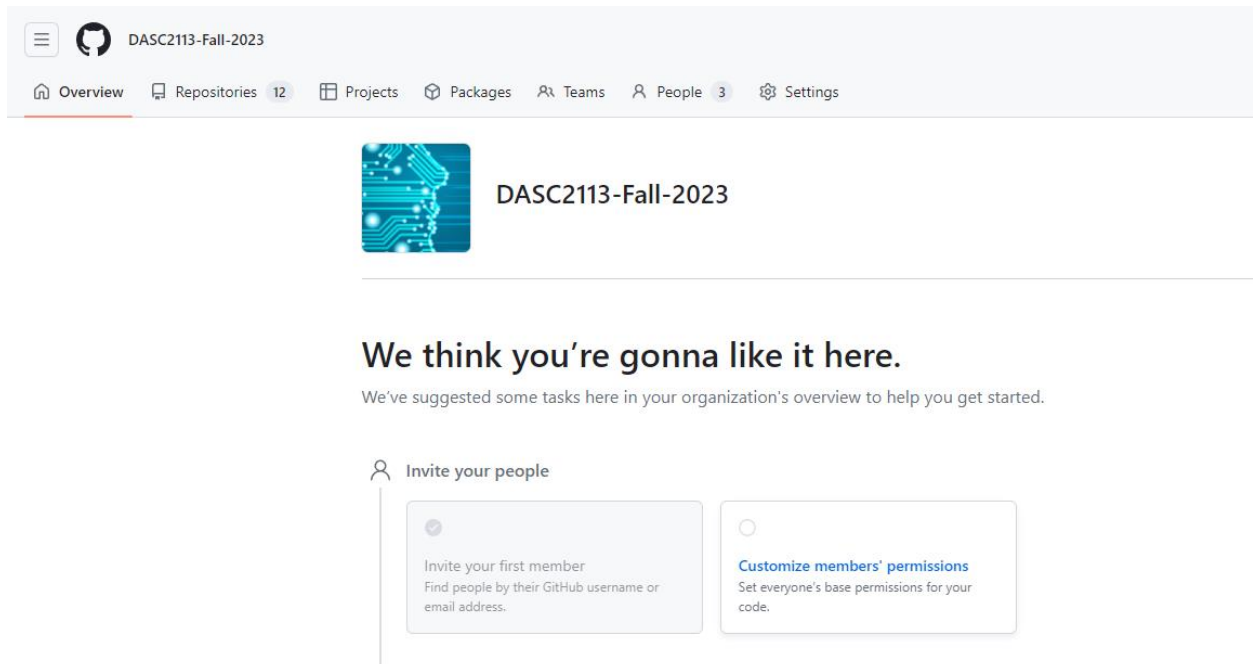 DASC2113-Fall-2023
Overview Repositories 12 Projects Packages Teams People 3 Settings
DASC2113-Fall-2023
We think you’re gonna like it here.
We’ve suggested some tasks here in your organization's overview to help you get started.
Invite your people
Invite your first member
Find people by their GitHub username or
email address.
Customize members' permissions
Set everyone's base permissions for your
code.